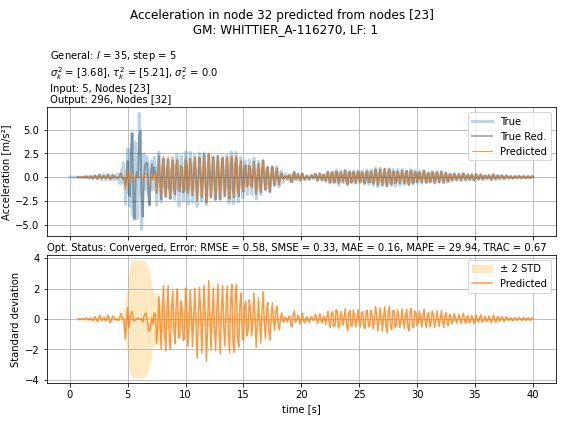 Acceleration in node 32 predicted from nodes [23]
GM: WHITTIER_A-116270, LF: 1
General: l = 35, step = 5
σ²ₖ = [3.68], τ²ₖ = [5.21], σ²ε = 0.0
Input: 5, Nodes [23]
Output: 296, Nodes [32]
Acceleration [m/s²]
5.0
2.5
0.0
−2.5
−5.0
True
True Red.
Predicted
Opt. Status: Converged, Error: RMSE = 0.58, SMSE = 0.33, MAE = 0.16, MAPE = 29.94, TRAC = 0.67
Standard deviation
4
2
0
−2
−4
± 2 STD
Predicted
0 5 10 15 20 25 30 35 40
time [s]